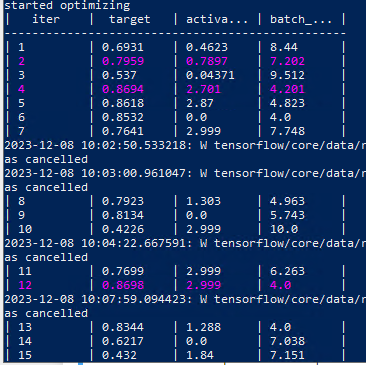 started optimizing
| iter | target | activa... | batch_... |
-------------------------------------------------
| 1 | 0.6931 | 0.4623 | 8.44 |
| 2 | 0.7959 | 0.7897 | 7.202 |
| 3 | 0.537 | 0.04371 | 9.512 |
| 4 | 0.8694 | 2.701 | 4.201 |
| 5 | 0.8618 | 2.87 | 4.823 |
| 6 | 0.8532 | 0.0 | 4.0 |
| 7 | 0.7641 | 2.999 | 7.748 |
2023-12-08 10:02:50.533218: W tensorflow/core/data/r
as cancelled
2023-12-08 10:03:00.961047: W tensorflow/core/data/r
as cancelled
| 8 | 0.7923 | 1.303 | 4.963 |
| 9 | 0.8134 | 0.0 | 5.743 |
| 10 | 0.4226 | 2.999 | 10.0 |
2023-12-08 10:04:22.667591: W tensorflow/core/data/r
as cancelled
| 11 | 0.7699 | 2.999 | 6.263 |
| 12 | 0.8698 | 2.999 | 4.0 |
2023-12-08 10:07:59.094423: W tensorflow/core/data/r
as cancelled
| 13 | 0.8344 | 1.288 | 4.0 |
| 14 | 0.6217 | 0.0 | 7.038 |
| 15 | 0.432 | 1.84 | 7.151 |